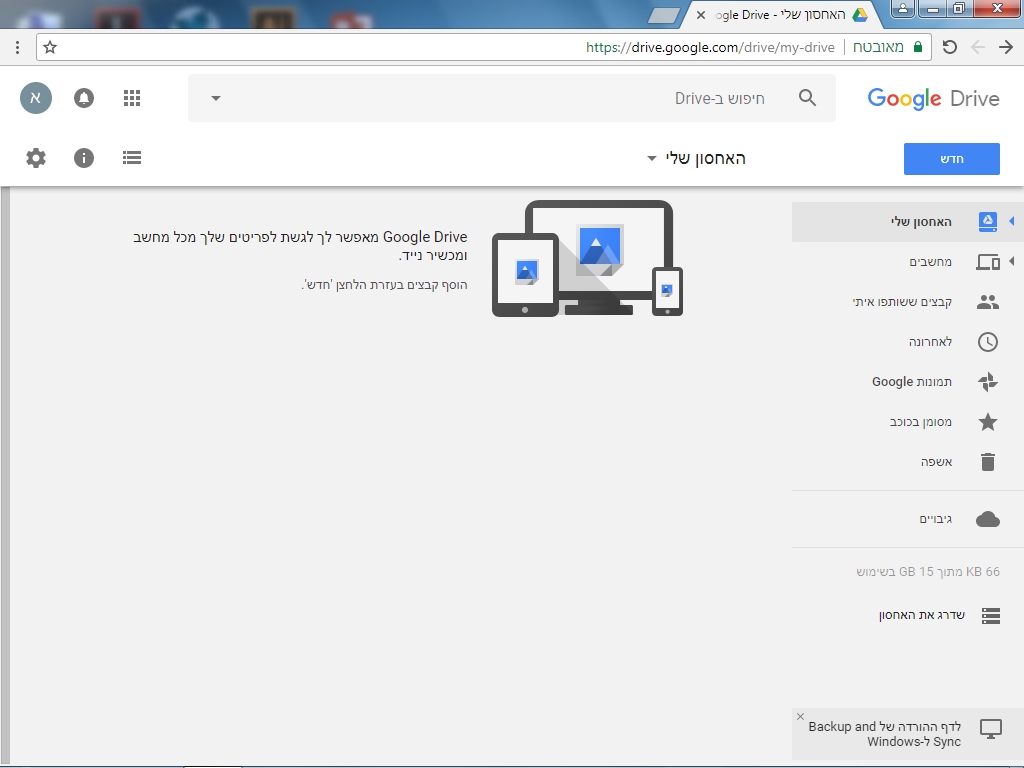 האחסון שלי - ogle Drive
מאובטח https://drive.google.com/drive/my-drive
Google Drive
חיפוש ב-Drive
א
חדש
האחסון שלי
האחסון שלי
מחשבים
קבצים ששותפו איתי
לאחרונה
תמונות Google
מסומן בכוכב
אשפה
גיבויים
66 KB מתוך 15 GB בשימוש
שדרג את האחסון
לדף ההורדה של Backup and
Sync ל-Windows
Google Drive מאפשר לך לגשת לפריטים שלך מכל מחשב
ומכשיר נייד.
הוסף קבצים בעזרת הלחצן 'חדש'.